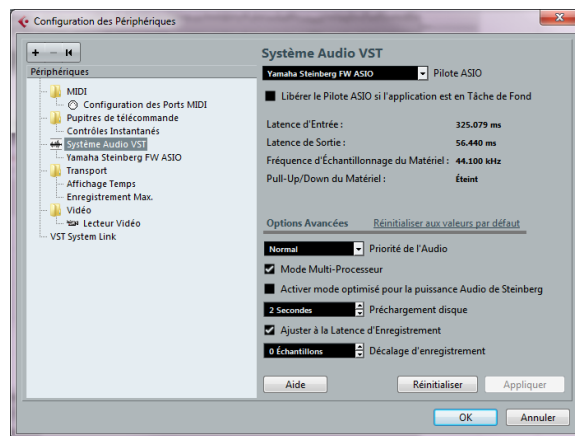 Configuration des Périphériques
Périphériques
MIDI
Configuration des Ports MIDI
Pupitres de télécommande
Contrôles Instantanés
Système Audio VST
Yamaha Steinberg FW ASIO
Transport
Affichage Temps
Enregistrement Max.
Vidéo
Lecteur Vidéo
VST System Link
Système Audio VST
Yamaha Steinberg FW ASIO Pilote ASIO
Libérer le Pilote ASIO si l'application est en Tâche de Fond
Latence d'Entrée : 325.079 ms
Latence de Sortie : 56.440 ms
Fréquence d'Échantillonnage du Matériel : 44.100 kHz
Pull-Up/Down du Matériel : Éteint
Options Avancées Réinitialiser aux valeurs par défaut
Normal Priorité de l'Audio
Mode Multi-Processeur
Activer mode optimisé pour la puissance Audio de Steinberg
2 Secondes Préchargement disque
Ajuster à la Latence d'Enregistrement
0 Échantillons Décalage d'enregistrement
Aide Réinitialiser Appliquer
OK Annuler